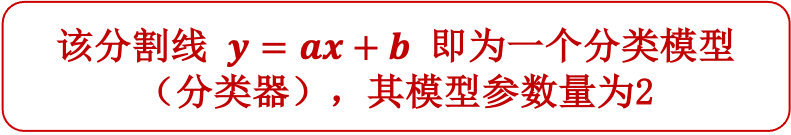 该分割线 y = ax + b 即为一个分类模型
（分类器），其模型参数量为2